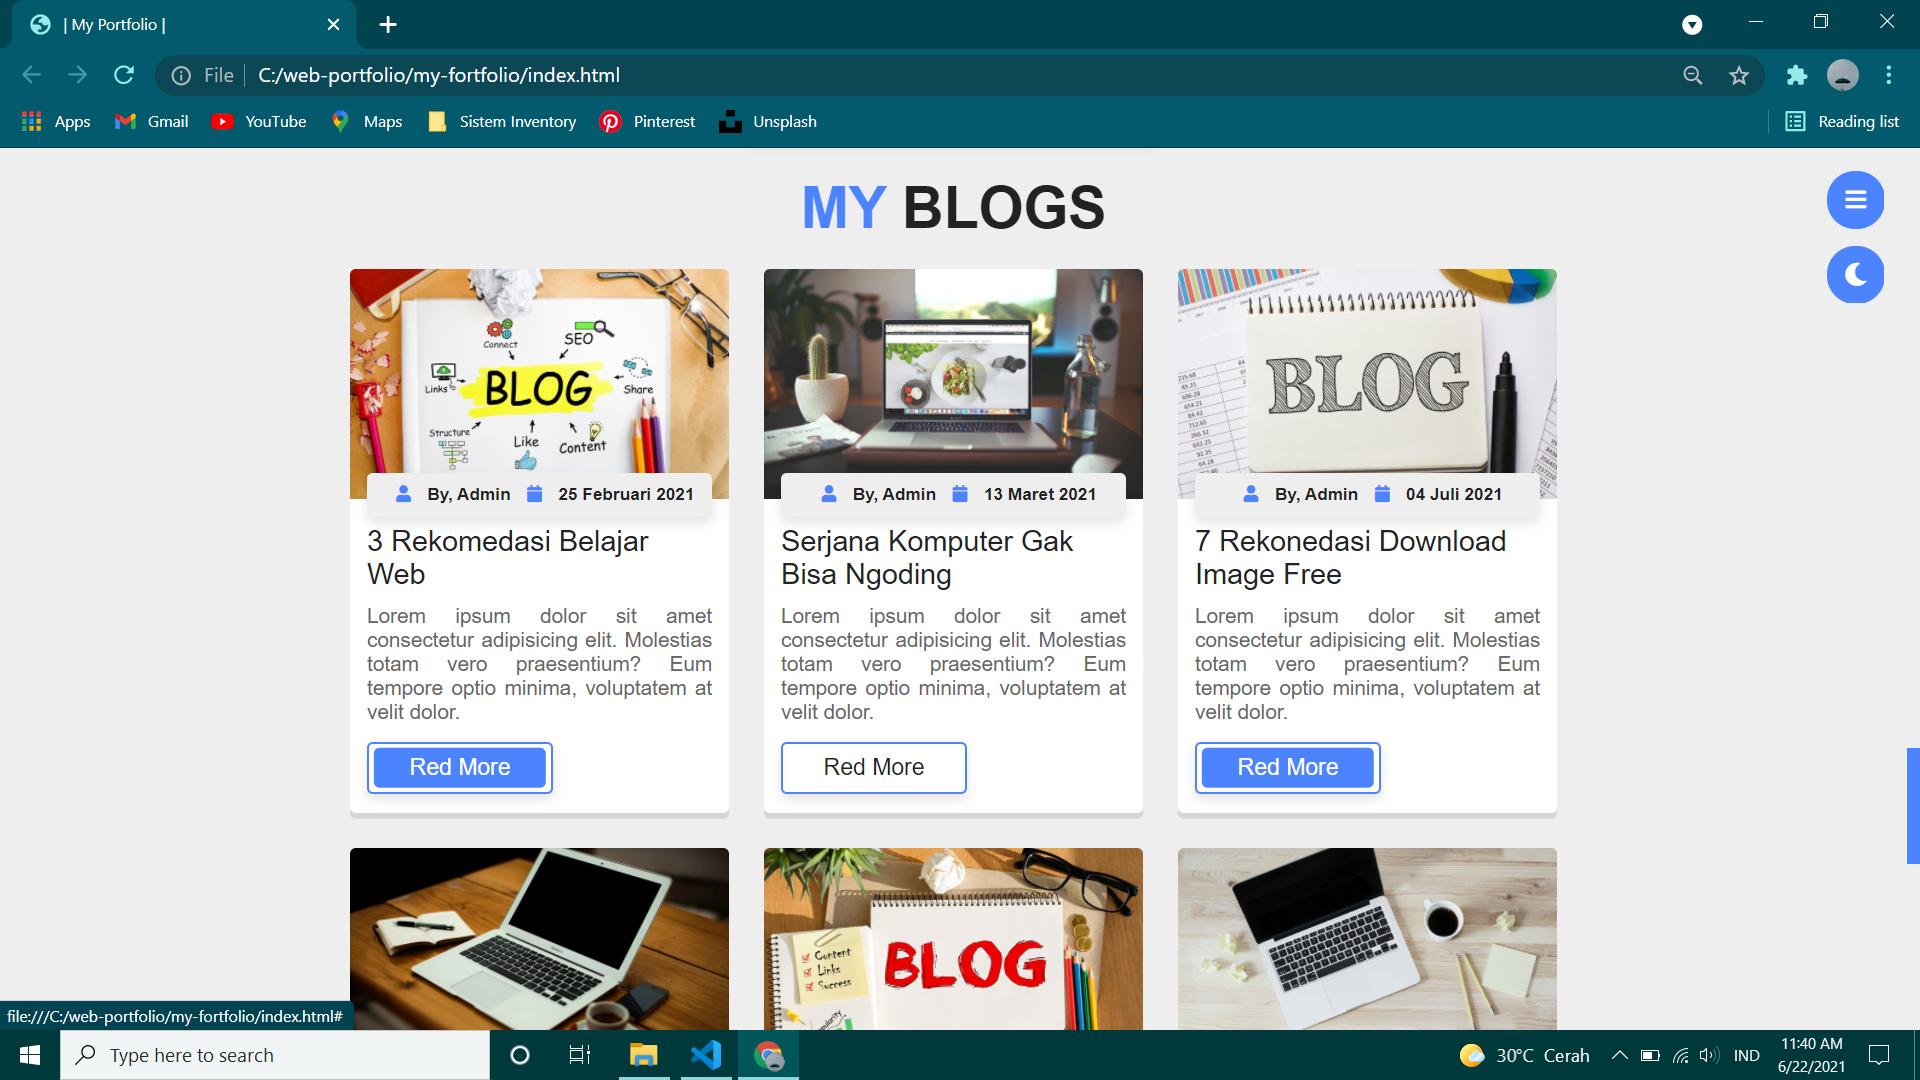 | My Portfolio |
File
C:/web-portfolio/my-fortfolio/index.html
Apps
Gmail
YouTube
Maps
Sistem Inventory
Pinterest
Unsplash
Reading list
MY BLOGS
Connect
SEO
Links
BLOG
Share
Structure
Like
Content
By, Admin
25 Februari 2021
3 Rekomedasi Belajar
Web
Lorem ipsum dolor sit amet
consectetur adipisicing elit. Molestias
totam vero praesentium? Eum
tempore optio minima, voluptatem at
velit dolor.
Red More
By, Admin
13 Maret 2021
Serjana Komputer Gak
Bisa Ngoding
Lorem ipsum dolor sit amet
consectetur adipisicing elit. Molestias
totam vero praesentium? Eum
tempore optio minima, voluptatem at
velit dolor.
Red More
BLOG
By, Admin
04 Juli 2021
7 Rekonedasi Download
Image Free
Lorem ipsum dolor sit amet
consectetur adipisicing elit. Molestias
totam vero praesentium? Eum
tempore optio minima, voluptatem at
velit dolor.
Red More
Content
Links
Success
BLOG
file:///C:/web-portfolio/my-fortfolio/index.html#
Type here to search
30°C Cerah
IND
11:40 AM
6/22/2021